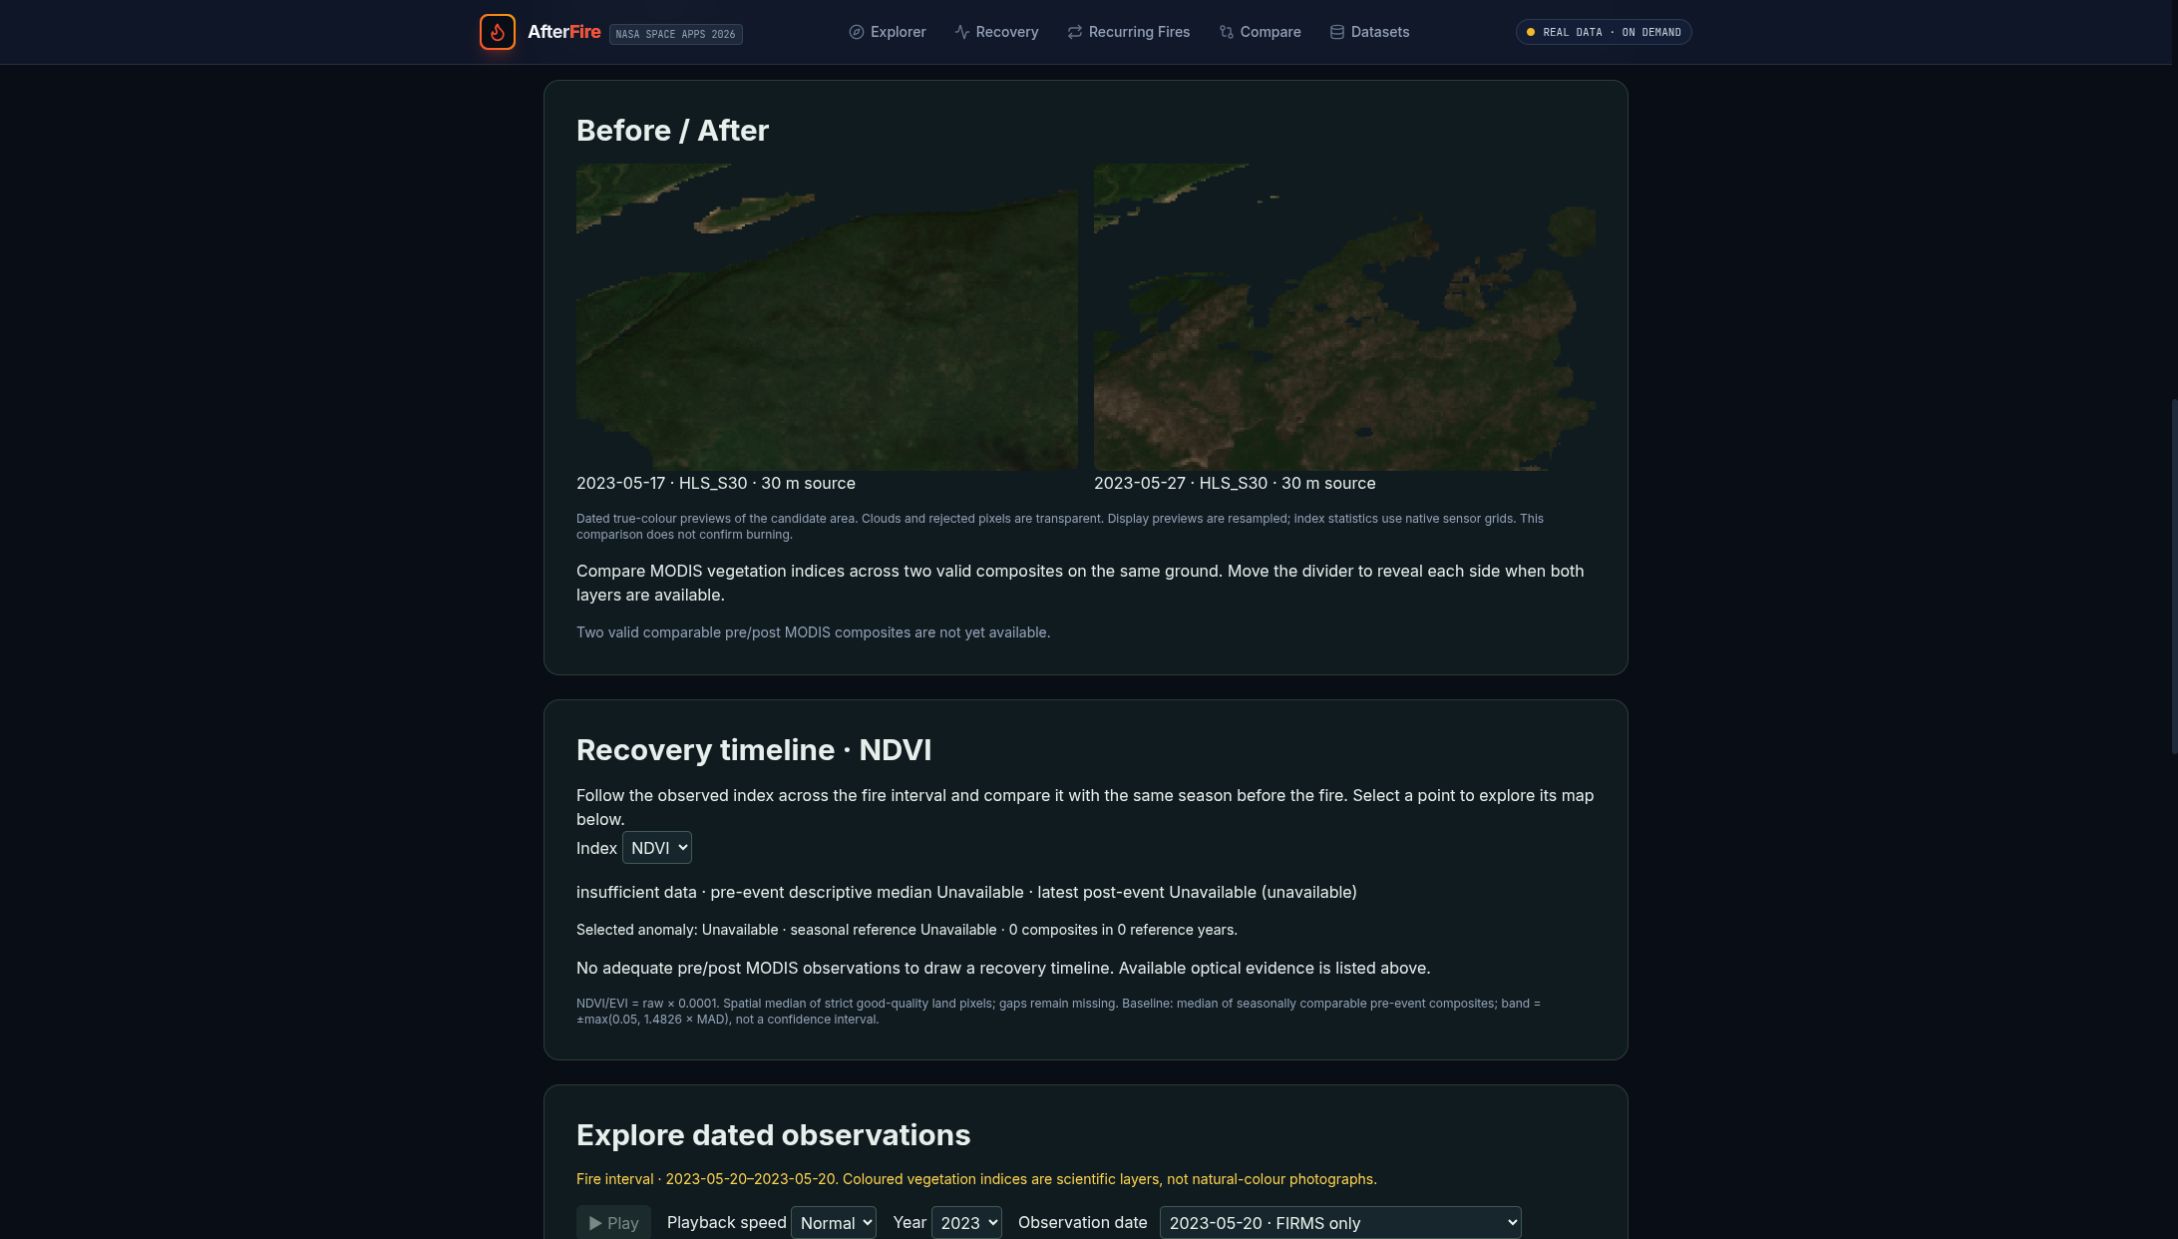 AfterFire NASA SPACE APPS 2026 Explorer Recovery Recurring Fires Compare Datasets REAL DATA · ON DEMAND
Before / After
2023-05-17 · HLS_S30 · 30 m source
2023-05-27 · HLS_S30 · 30 m source
Dated true-colour previews of the candidate area. Clouds and rejected pixels are transparent. Display previews are resampled; index statistics use native sensor grids. This
comparison does not confirm burning.
Compare MODIS vegetation indices across two valid composites on the same ground. Move the divider to reveal each side when both
layers are available.
Two valid comparable pre/post MODIS composites are not yet available.
Recovery timeline · NDVI
Follow the observed index across the fire interval and compare it with the same season before the fire. Select a point to explore its map
below.
Index NDVI
insufficient data · pre-event descriptive median Unavailable · latest post-event Unavailable (unavailable)
Selected anomaly: Unavailable · seasonal reference Unavailable · 0 composites in 0 reference years.
No adequate pre/post MODIS observations to draw a recovery timeline. Available optical evidence is listed above.
NDVI/EVI = raw × 0.0001. Spatial median of strict good-quality land pixels; gaps remain missing. Baseline: median of seasonally comparable pre-event composites; band =
±max(0.05, 1.4826 × MAD), not a confidence interval.
Explore dated observations
Fire interval · 2023-05-20–2023-05-20. Coloured vegetation indices are scientific layers, not natural-colour photographs.
▶ Play Playback speed Normal Year 2023 Observation date 2023-05-20 · FIRMS only